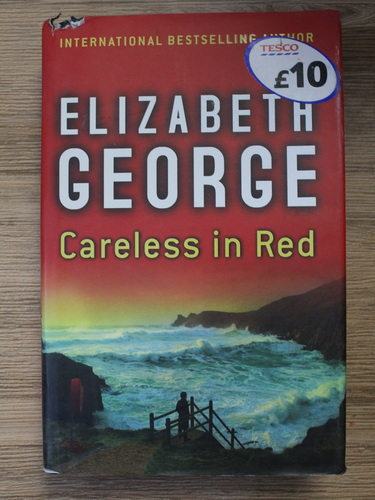 INTERNATIONAL BESTSELLING AUTHOR
TESCO
£10
ELIZABETH
GEORGE
Careless in Red